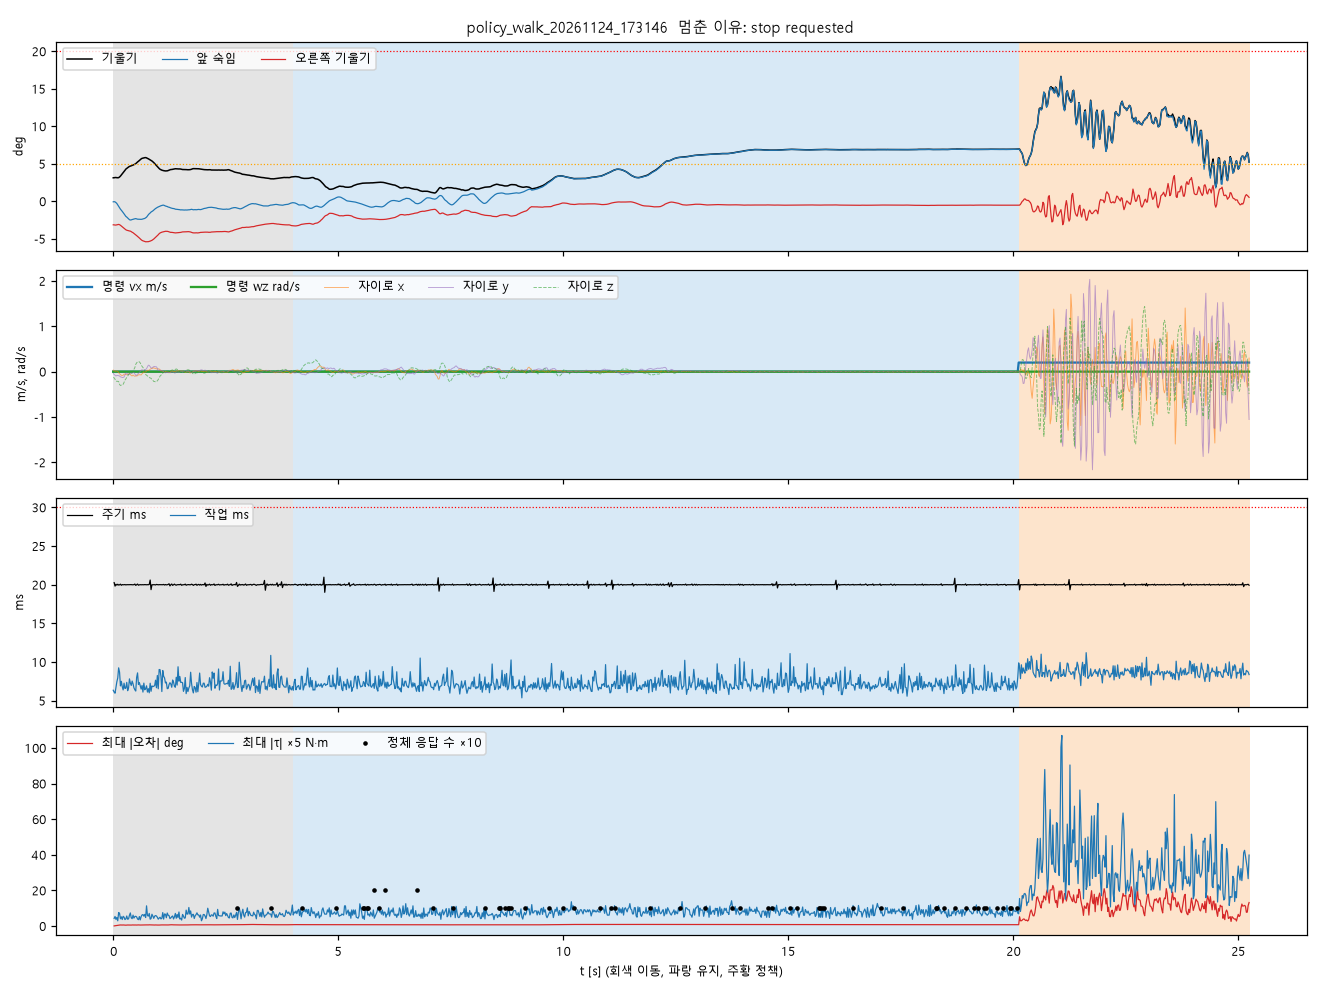 policy_walk_20261124_173146 멈춘 이유: stop requested
기울기 앞 숙임 오른쪽 기울기
20
15
10
5
0
-5
deg
명령 vx m/s 명령 wz rad/s 자이로 x 자이로 y 자이로 z
2
1
0
-1
-2
m/s, rad/s
주기 ms 작업 ms
30
25
20
15
10
5
ms
최대 |오차| deg 최대 |τ| ×5 N·m 정체 응답 수 ×10
100
80
60
40
20
0
0 5 10 15 20 25
t [s] (회색 이동, 파랑 유지, 주황 정책)